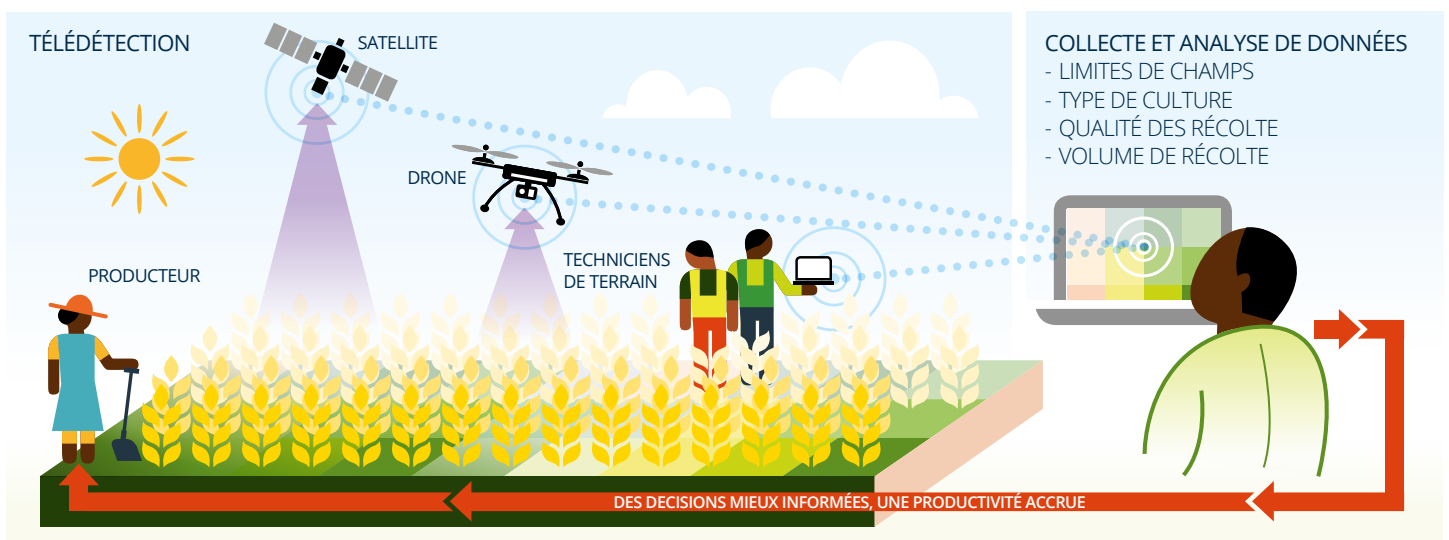 TÉLÉDÉTECTION
SATELLITE
DRONE
TECHNICIENS
DE TERRAIN
PRODUCTEUR
COLLECTE ET ANALYSE DE DONNÉES
- LIMITES DE CHAMPS
- TYPE DE CULTURE
- QUALITÉ DES RÉCOLTE
- VOLUME DE RÉCOLTE
DES DECISIONS MIEUX INFORMÉES, UNE PRODUCTIVITÉ ACCRUE